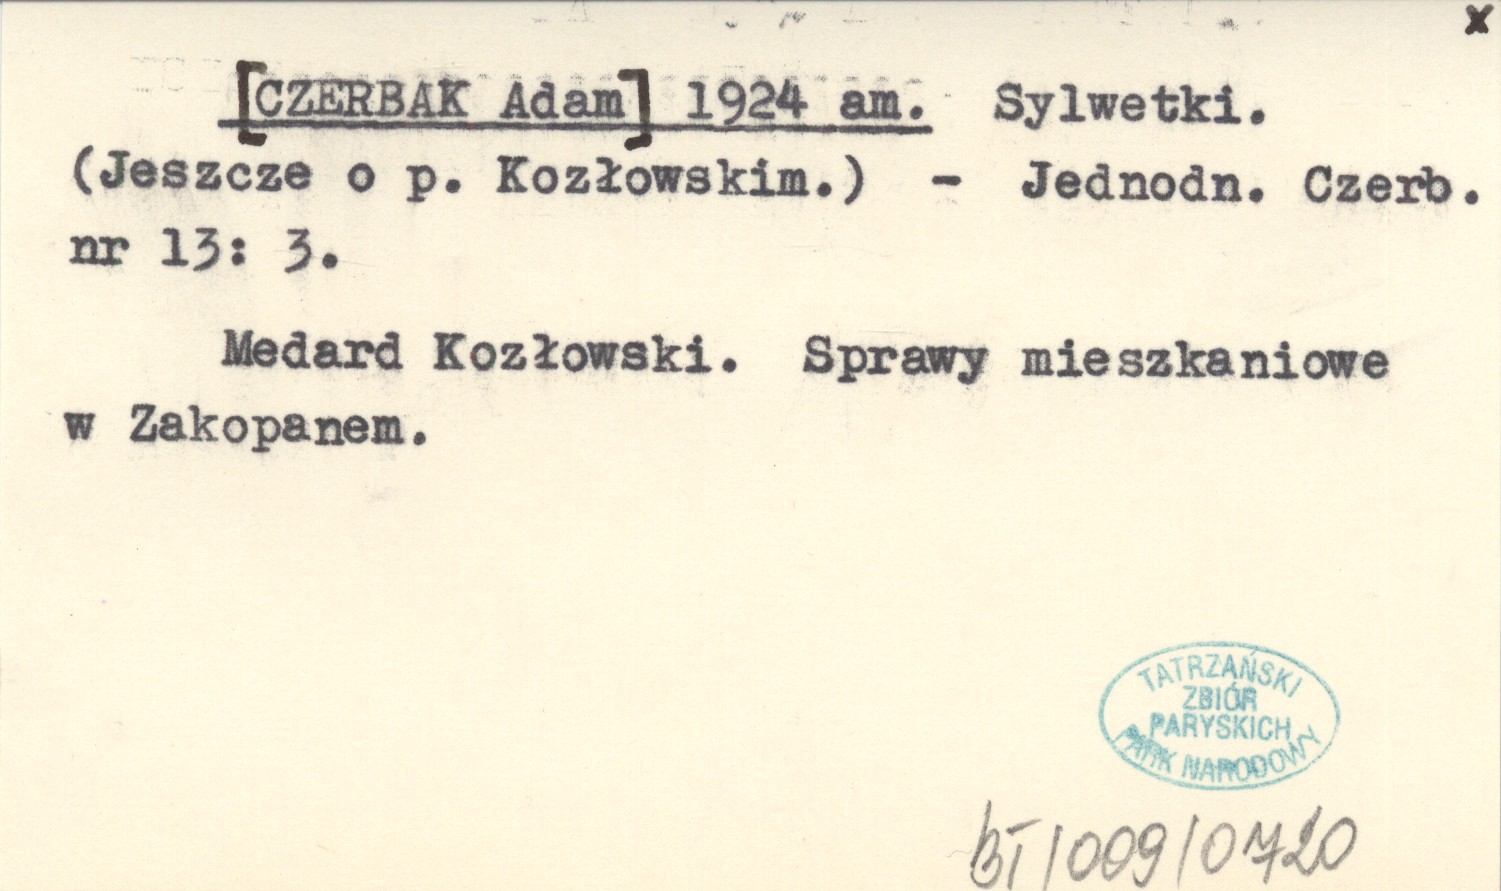 x
[CZERBAK Adam] 1924 am. Sylwetki.
(Jeszcze o p. Kozłowskim.) - Jednodn. Czerb.
nr 13: 3.
Medard Kozłowski. Sprawy mieszkaniowe
w Zakopanem.
TATRZAŃSKI
ZBIÓR
PARYSKICH
PARK NARODOWY
BT/009/0720